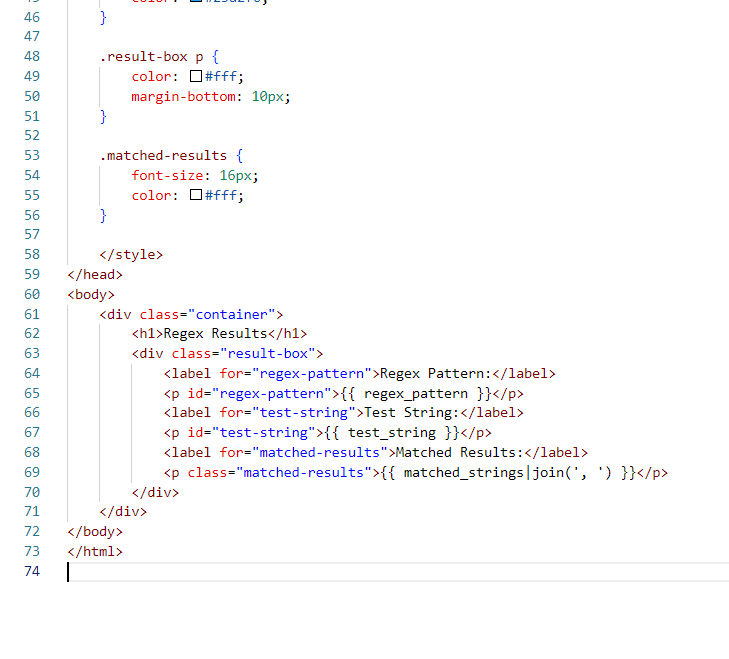 46 }
47
48 .result-box p {
49 color: #fff;
50 margin-bottom: 10px;
51 }
52
53 .matched-results {
54 font-size: 16px;
55 color: #fff;
56 }
57
58 </style>
59 </head>
60 <body>
61 <div class="container">
62 <h1>Regex Results</h1>
63 <div class="result-box">
64 <label for="regex-pattern">Regex Pattern:</label>
65 <p id="regex-pattern">{{ regex_pattern }}</p>
66 <label for="test-string">Test String:</label>
67 <p id="test-string">{{ test_string }}</p>
68 <label for="matched-results">Matched Results:</label>
69 <p class="matched-results">{{ matched_strings|join(', ') }}</p>
70 </div>
71 </div>
72 </body>
73 </html>
74